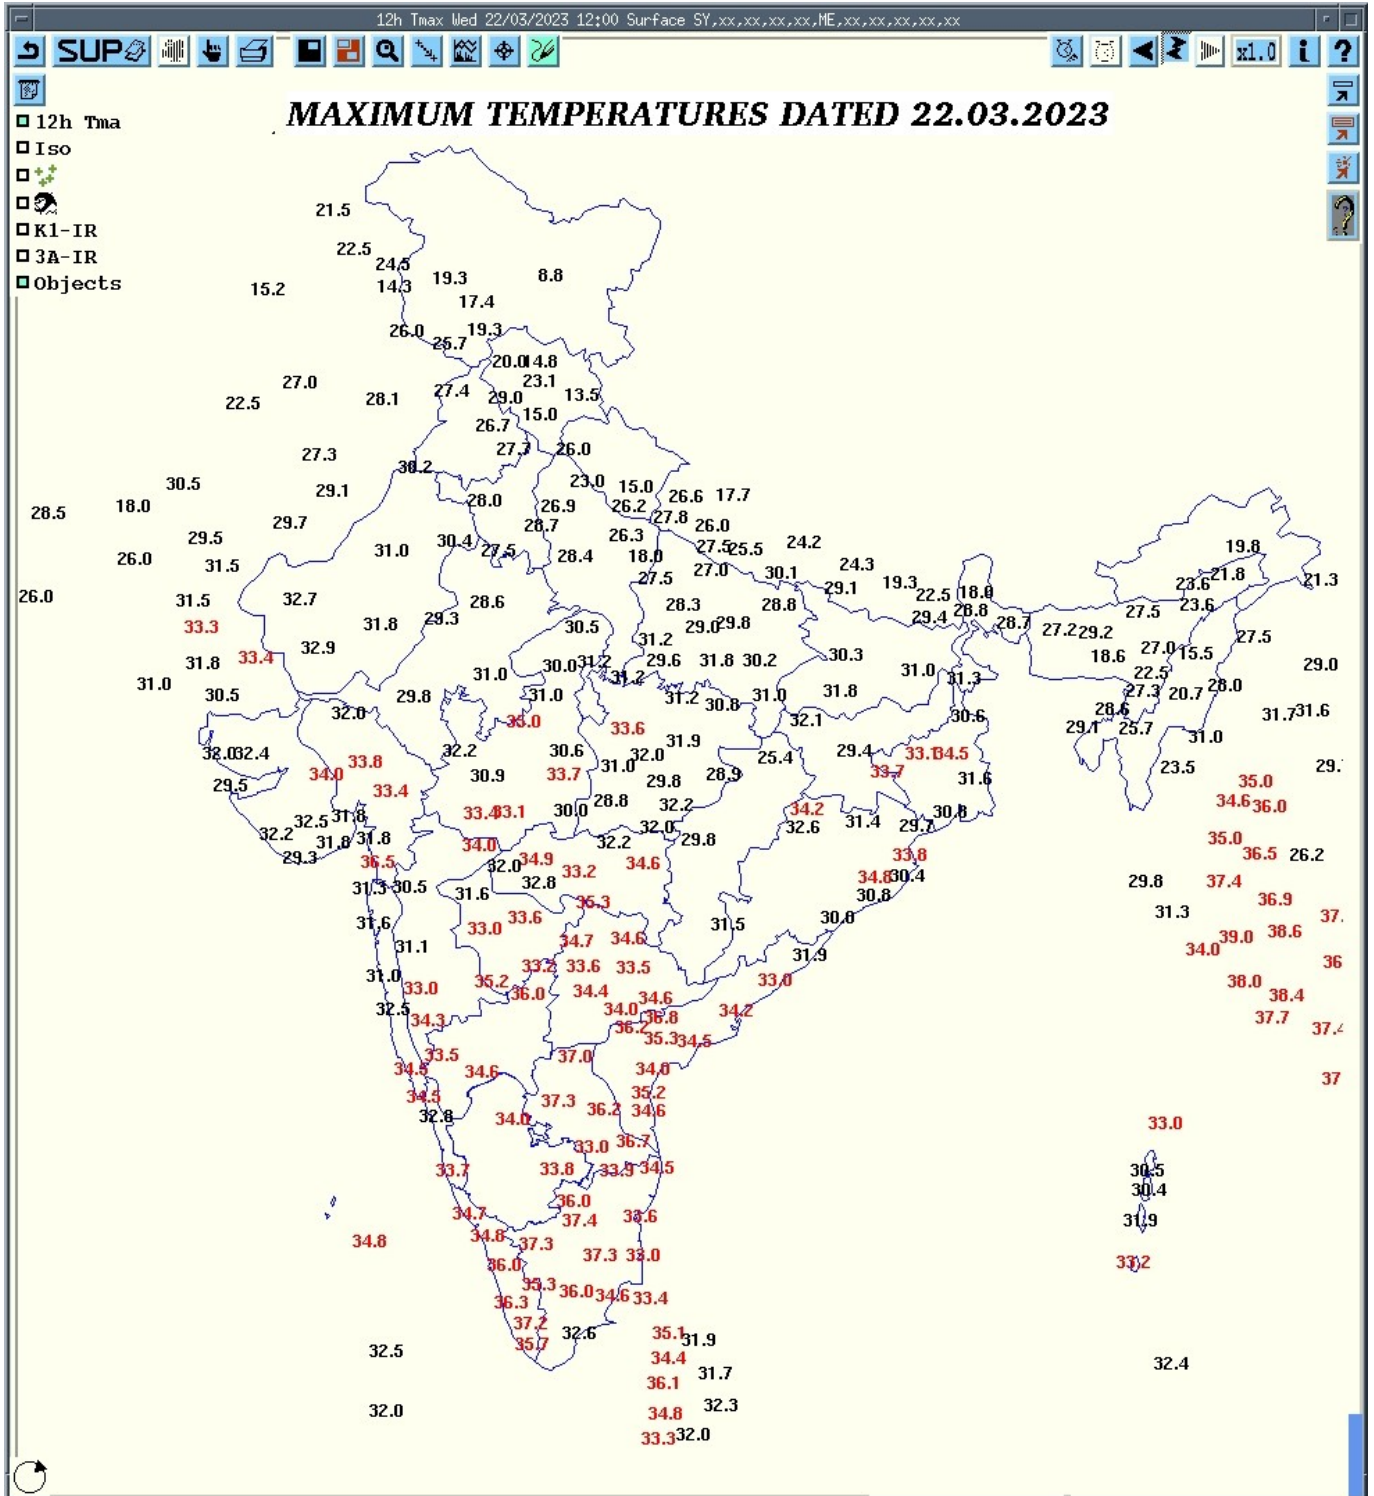 12h Tmax Wed 22/03/2023 12:00 Surface SY,xx,xx,xx,xx,ME,xx,xx,xx,xx,xx
SUP
x1.0
i
?
MAXIMUM TEMPERATURES DATED 22.03.2023
12h Tma
Iso
K1-IR
3A-IR
Objects
21.5
22.5
24.5 19.3 8.8
15.2 14.3
17.4
26.0 19.3
25.7
20.0 14.8
27.0 23.1
22.5 28.1 27.4 29.0 13.5
15.0
26.7
27.3 27.7 26.0
30.2
30.5 29.1 23.0 15.0
28.5 18.0 28.0 26.9 26.2 26.6 17.7
29.7 28.7 27.8 26.0
29.5 30.4 26.3 24.2
26.0 31.5 31.0 27.5 28.4 18.0 27.5 25.5 19.8
27.5 27.0 30.1 24.3
26.0 31.5 32.7 28.6 28.3 28.8 29.1 19.3 22.5 18.0 23.6 21.8 21.3
33.3 31.8 29.3 30.5 29.0 29.8 29.4 28.8 28.7 27.5 23.6
31.8 33.4 32.9 31.2 27.2 29.2 27.5
31.0 30.5 31.0 30.0 31.2 29.6 31.8 30.2 30.3 31.0 18.6 27.0 15.5 29.0
29.8 31.0 31.2 31.2 30.8 31.0 31.8 31.3 22.5 27.3 20.7 28.0
32.0 33.0 33.6 32.1 30.6 28.6 29.1 25.7 31.7 31.6
32.0 32.4 33.8 32.2 30.6 32.0 31.9 25.4 29.4 33.1 34.5 31.0
29.5 34.0 30.9 33.7 31.0 29.8 28.9 33.7 31.6 23.5 29.
33.4 35.0
32.5 31.8 33.4 33.1 30.0 28.8 32.2 34.2 30.8 34.6 36.0
32.2 31.8 31.8 34.0 32.2 32.0 29.8 32.6 31.4 29.7 35.0
29.3 36.5 32.0 34.9 33.2 34.6 33.8 36.5 26.2
31.3 30.5 31.6 32.8 34.8 30.4 29.8 37.4
35.3 30.8 36.9
31.6 33.0 33.6 31.5 30.0 31.3 37.
31.1 34.7 34.6 31.9 34.0 39.0 38.6
31.0 33.2 33.6 33.5 36
33.0 35.2 36.0 34.4 33.0 38.0 38.4
32.5 34.3 34.0 34.6 34.2
36.2 36.8 37.7 37.4
33.5 35.3 34.5
34.5 34.6 37.0 34.0 37
34.5 37.3 35.2
32.8 34.0 36.2 34.6 33.0
33.0 36.7
33.7 33.8 33.9 34.5 30.5
36.0 30.4
34.7 37.4 33.6 31.9
34.8 34.8 37.3 37.3 33.0
36.0 33.2
35.3 36.0 34.6 33.4
36.3
37.2 32.6 35.1 31.9
32.5 35.7 34.4 32.4
36.1 31.7
32.0 34.8 32.3
33.3 32.0